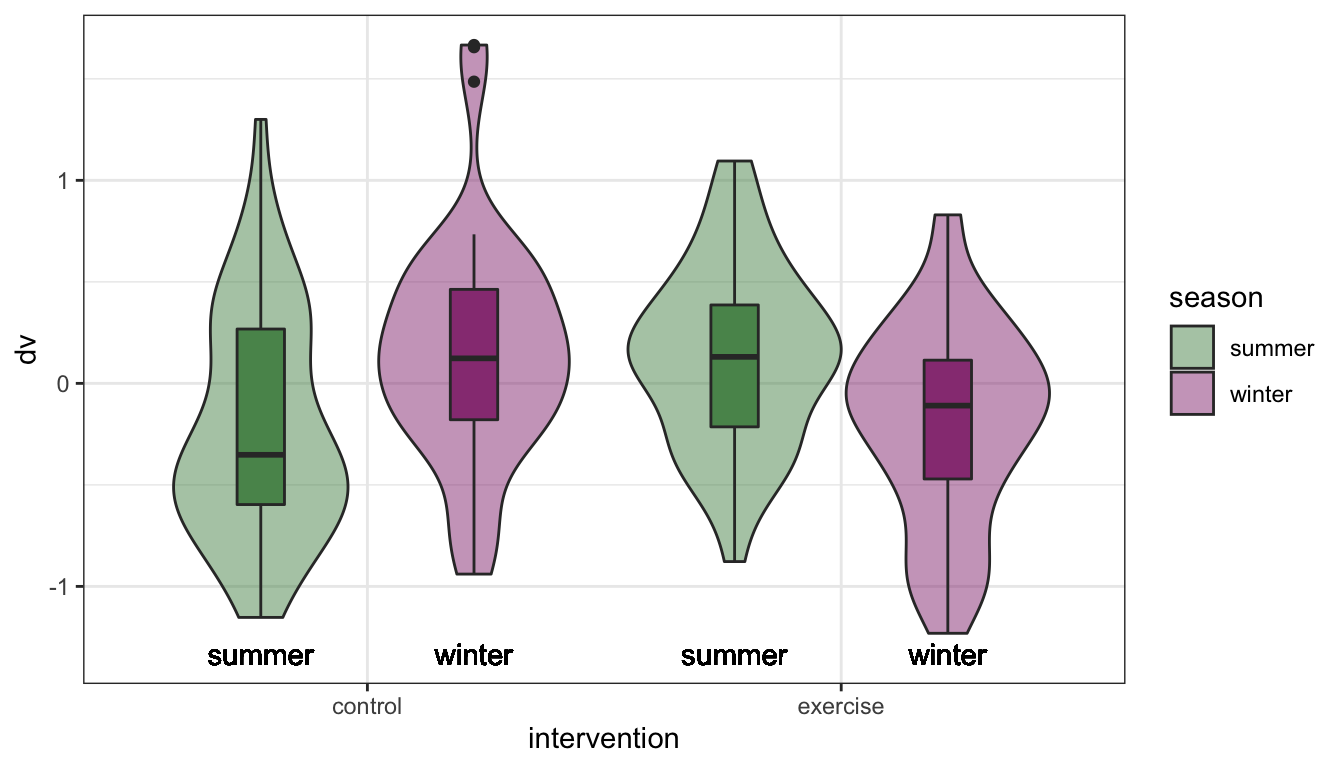 dv
1
0
-1
summer winter summer winter
control exercise
intervention
season
summer
winter